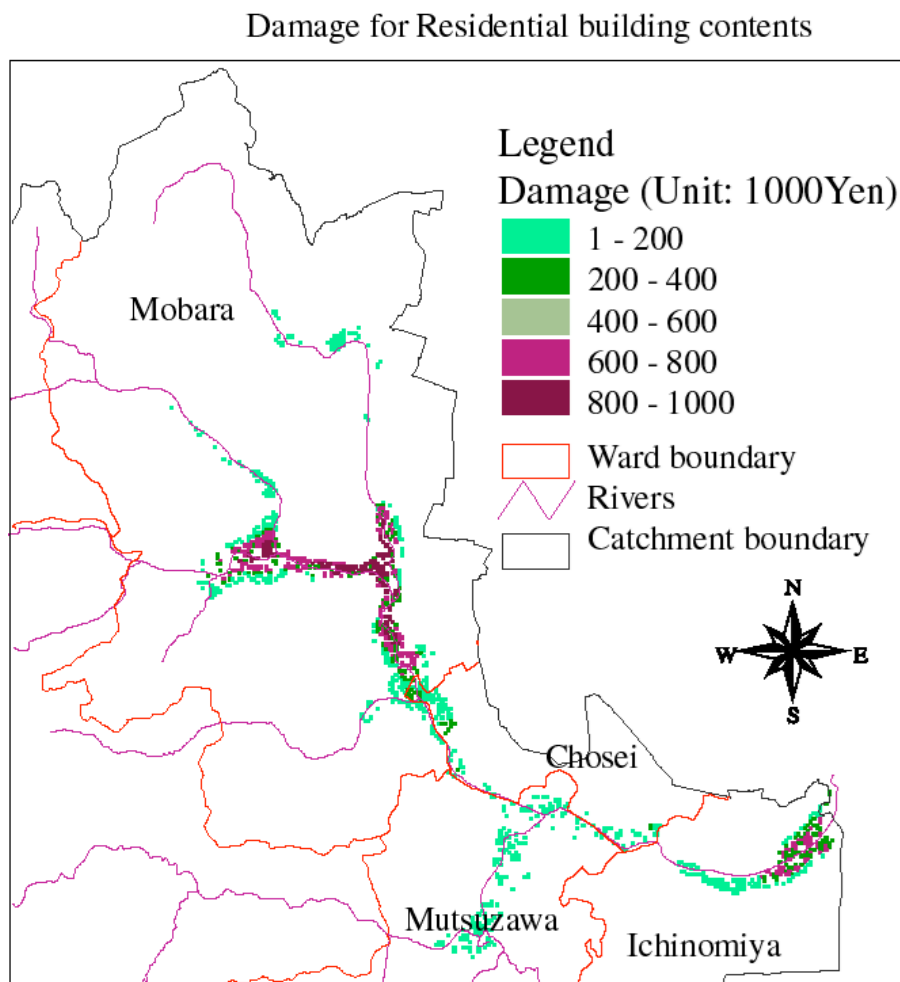 Damage for Residential building contents
Legend
Damage (Unit: 1000Yen)
1 - 200
200 - 400
400 - 600
600 - 800
800 - 1000
Ward boundary
Rivers
Catchment boundary
Mobara
N
W E
S
Chosei
Mutsuzawa
Ichinomiya